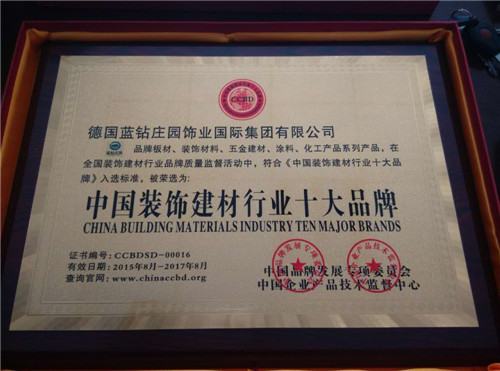 CCBD
德国蓝钻庄园饰业国际集团有限公司
品牌板材、装饰材料、五金建材、涂料、化工产品系列产品，在
全国装饰建材行业品牌质量监督活动中，符合《中国装饰建材行业十大品
牌》入选标准，被荣选为：
中国装饰建材行业十大品牌
CHINA BUILDING MATERIALS INDUSTRY TEN MAJOR BRANDS
证书编号：CCBDSD-00016
有效日期：2015年8月-2017年8月
查询官网：www.chinaccbd.org
中国品牌发展专项委员会
中国企业产品技术监督中心